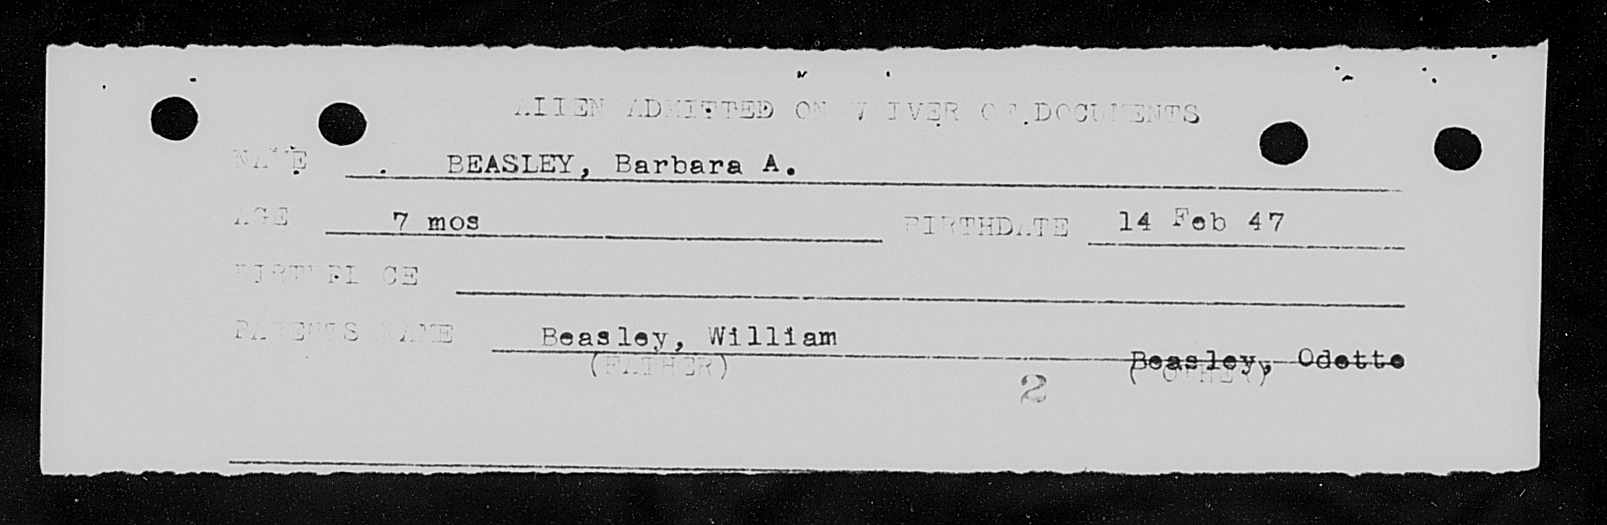 ALIEN ADMITTED ON WAIVER OF DOCUMENTS
NAME BEASLEY, Barbara A.
AGE 7 mos BIRTHDATE 14 Feb 47
BIRTHPLACE
PARENTS NAME Beasley, William Beasley, Odette
(FATHER) (MOTHER)
2